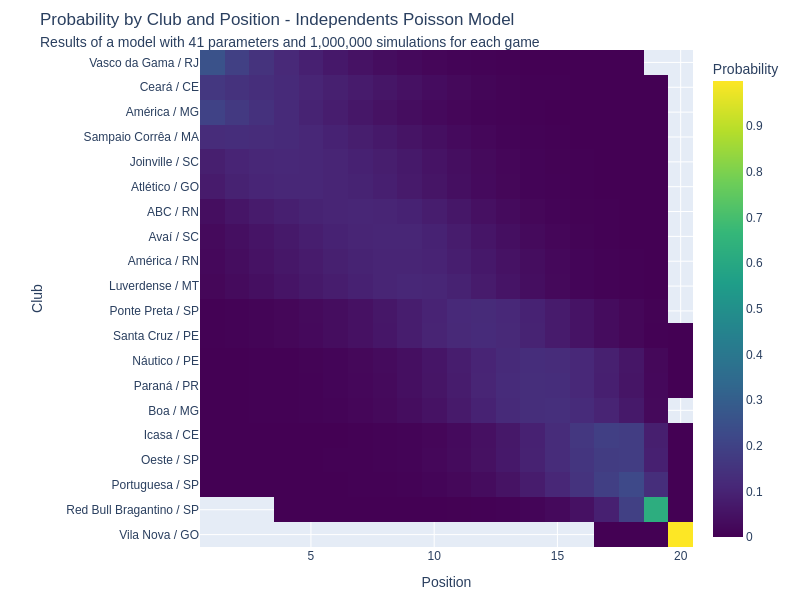 Probability by Club and Position - Independents Poisson Model
Results of a model with 41 parameters and 1,000,000 simulations for each game
Probability
Club
Vasco da Gama / RJ
Ceará / CE
América / MG
Sampaio Corrêa / MA
Joinville / SC
Atlético / GO
ABC / RN
Avaí / SC
América / RN
Luverdense / MT
Ponte Preta / SP
Santa Cruz / PE
Náutico / PE
Paraná / PR
Boa / MG
Icasa / CE
Oeste / SP
Portuguesa / SP
Red Bull Bragantino / SP
Vila Nova / GO
5 10 15 20
Position
0.9
0.8
0.7
0.6
0.5
0.4
0.3
0.2
0.1
0